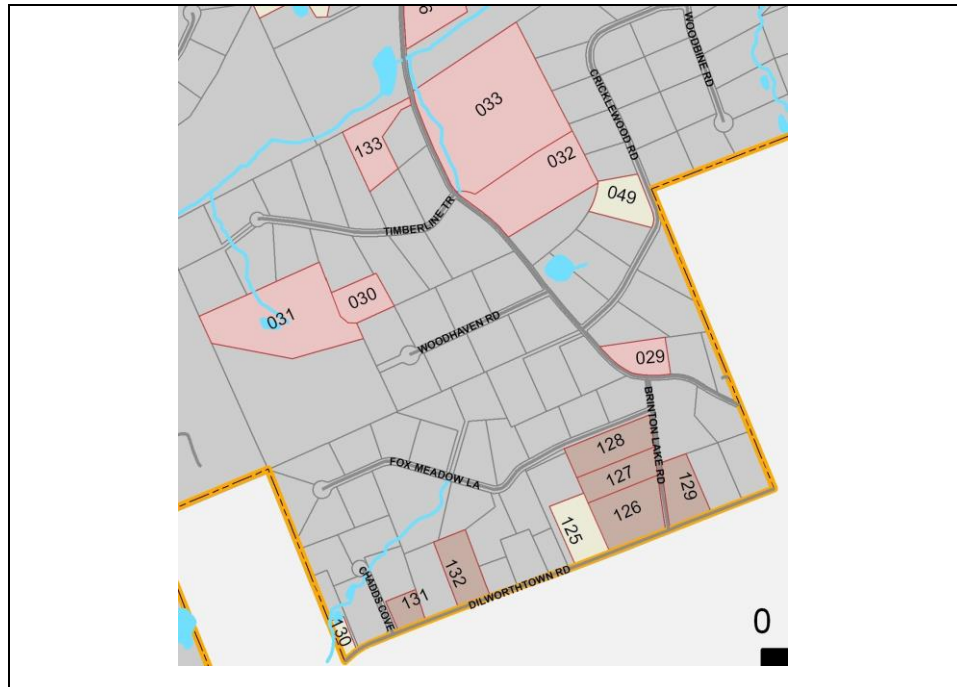 WOODBINE RD
CRICKLEWOOD RD
033
032
133
049
TIMBERLINE TR
030
031
WOODHAVEN RD
029
BRINTON LAKE RD
128
FOX MEADOW LA
127
129
126
125
DILWORTHTOWN RD
132
131
CHADDS COVE
130
0